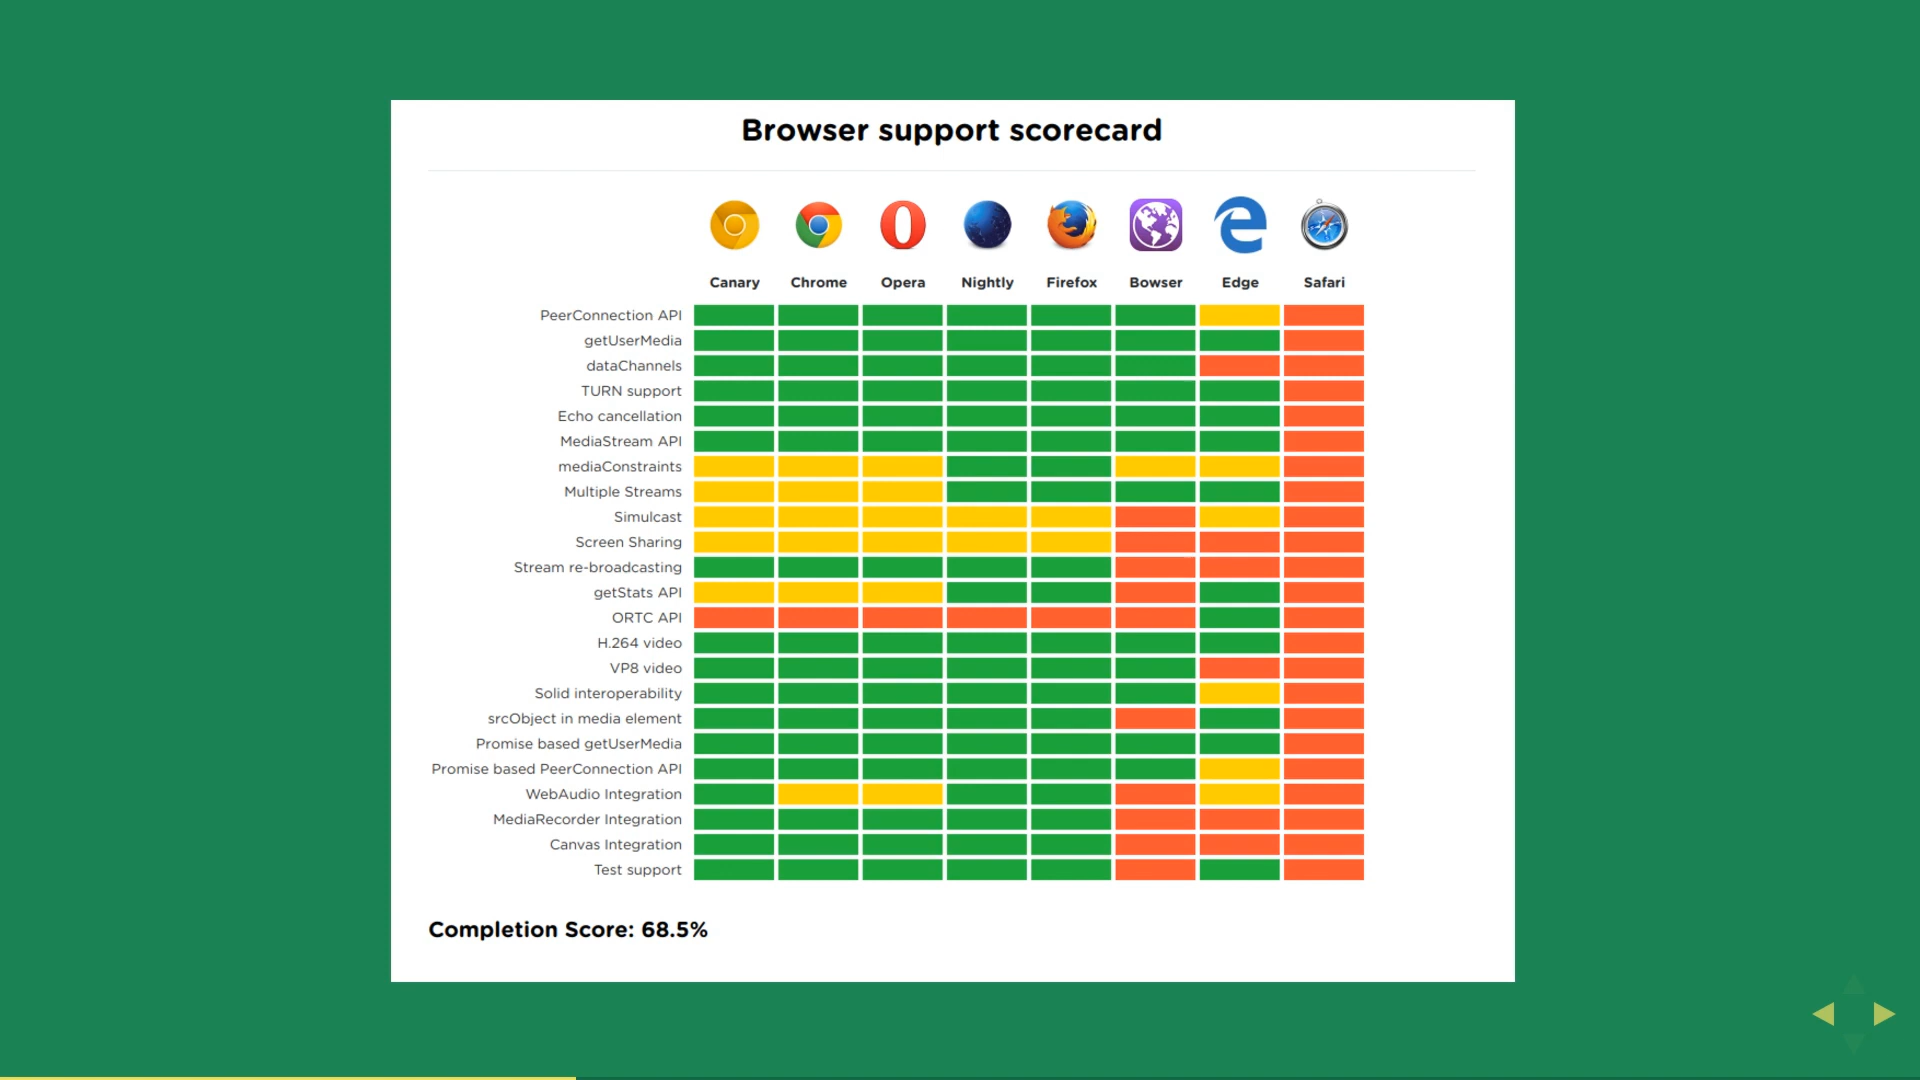 Browser support scorecard
Canary Chrome Opera Nightly Firefox Bowser Edge Safari
PeerConnection API
getUserMedia
dataChannels
TURN support
Echo cancellation
MediaStream API
mediaConstraints
Multiple Streams
Simulcast
Screen Sharing
Stream re-broadcasting
getStats API
ORTC API
H.264 video
VP8 video
Solid interoperability
srcObject in media element
Promise based getUserMedia
Promise based PeerConnection API
WebAudio Integration
MediaRecorder Integration
Canvas Integration
Test support
Completion Score: 68.5%